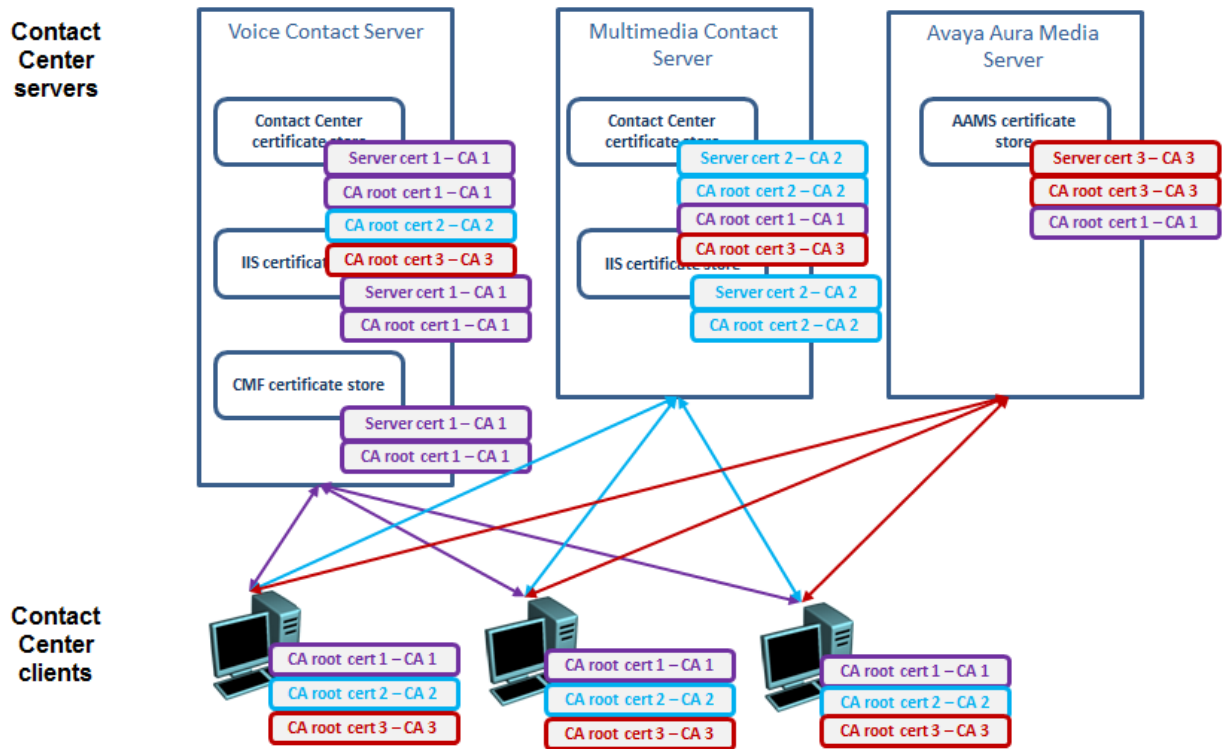 Contact
Center
servers
Voice Contact Server
Contact Center
certificate store
Server cert 1 – CA 1
CA root cert 1 – CA 1
CA root cert 2 – CA 2
CA root cert 3 – CA 3
IIS certificat
Server cert 1 – CA 1
CA root cert 1 – CA 1
CMF certificate store
Server cert 1 – CA 1
CA root cert 1 – CA 1
Multimedia Contact
Server
Contact Center
certificate store
Server cert 2 – CA 2
CA root cert 2 – CA 2
CA root cert 1 – CA 1
CA root cert 3 – CA 3
IIS certificate store
Server cert 2 – CA 2
CA root cert 2 – CA 2
Avaya Aura Media
Server
AAMS certificate
store
Server cert 3 – CA 3
CA root cert 3 – CA 3
CA root cert 1 – CA 1
Contact
Center
clients
CA root cert 1 – CA 1
CA root cert 2 – CA 2
CA root cert 3 – CA 3
CA root cert 1 – CA 1
CA root cert 2 – CA 2
CA root cert 3 – CA 3
CA root cert 1 – CA 1
CA root cert 2 – CA 2
CA root cert 3 – CA 3